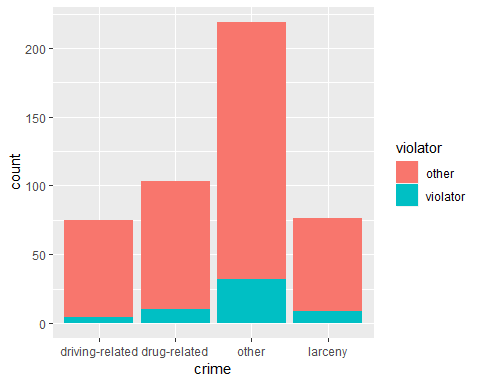 200
150
100
50
0
count
driving-related drug-related other larceny
crime
violator
other
violator